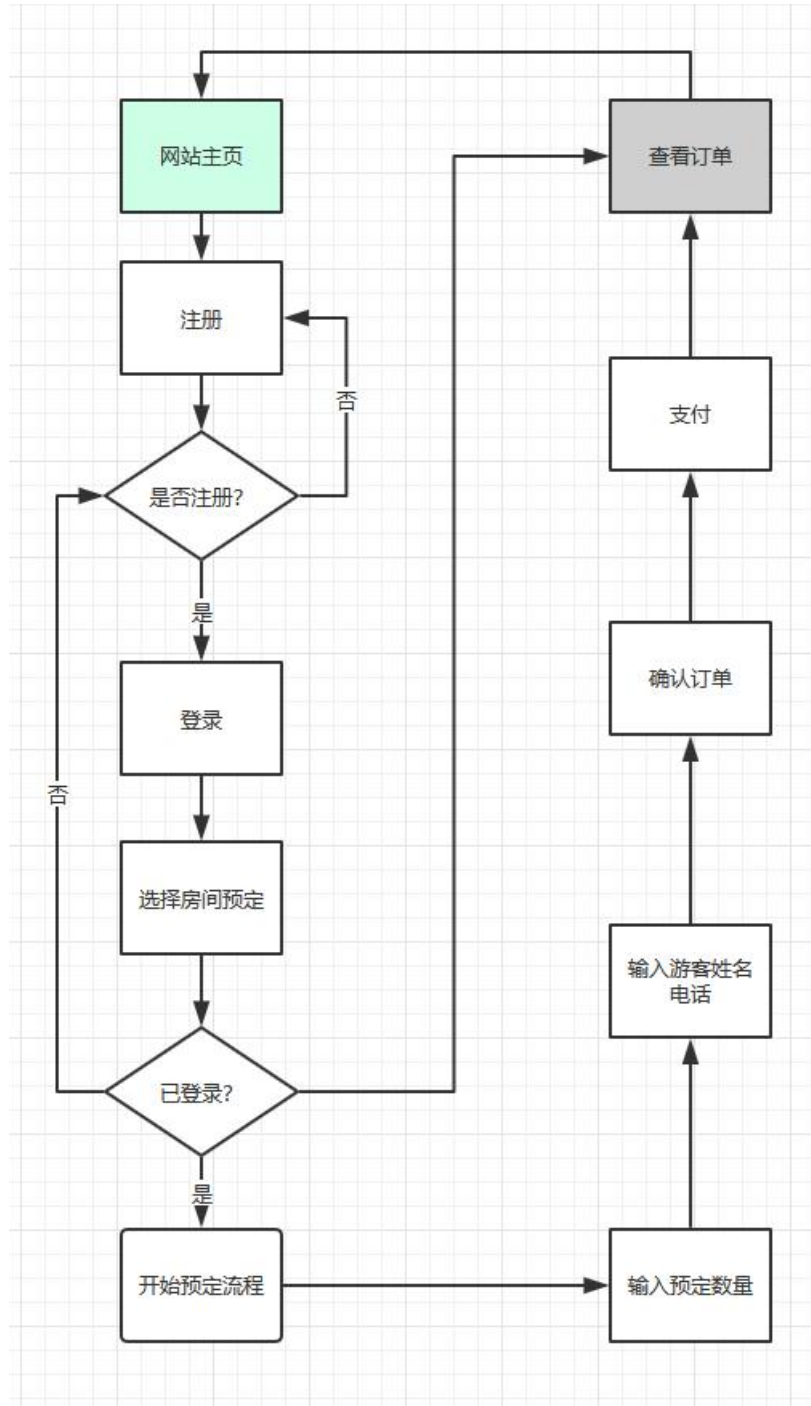 网站主页
查看订单
注册
否
支付
是否注册?
是
确认订单
登录
否
选择房间预定
输入游客姓名
电话
已登录?
是
开始预定流程
输入预定数量